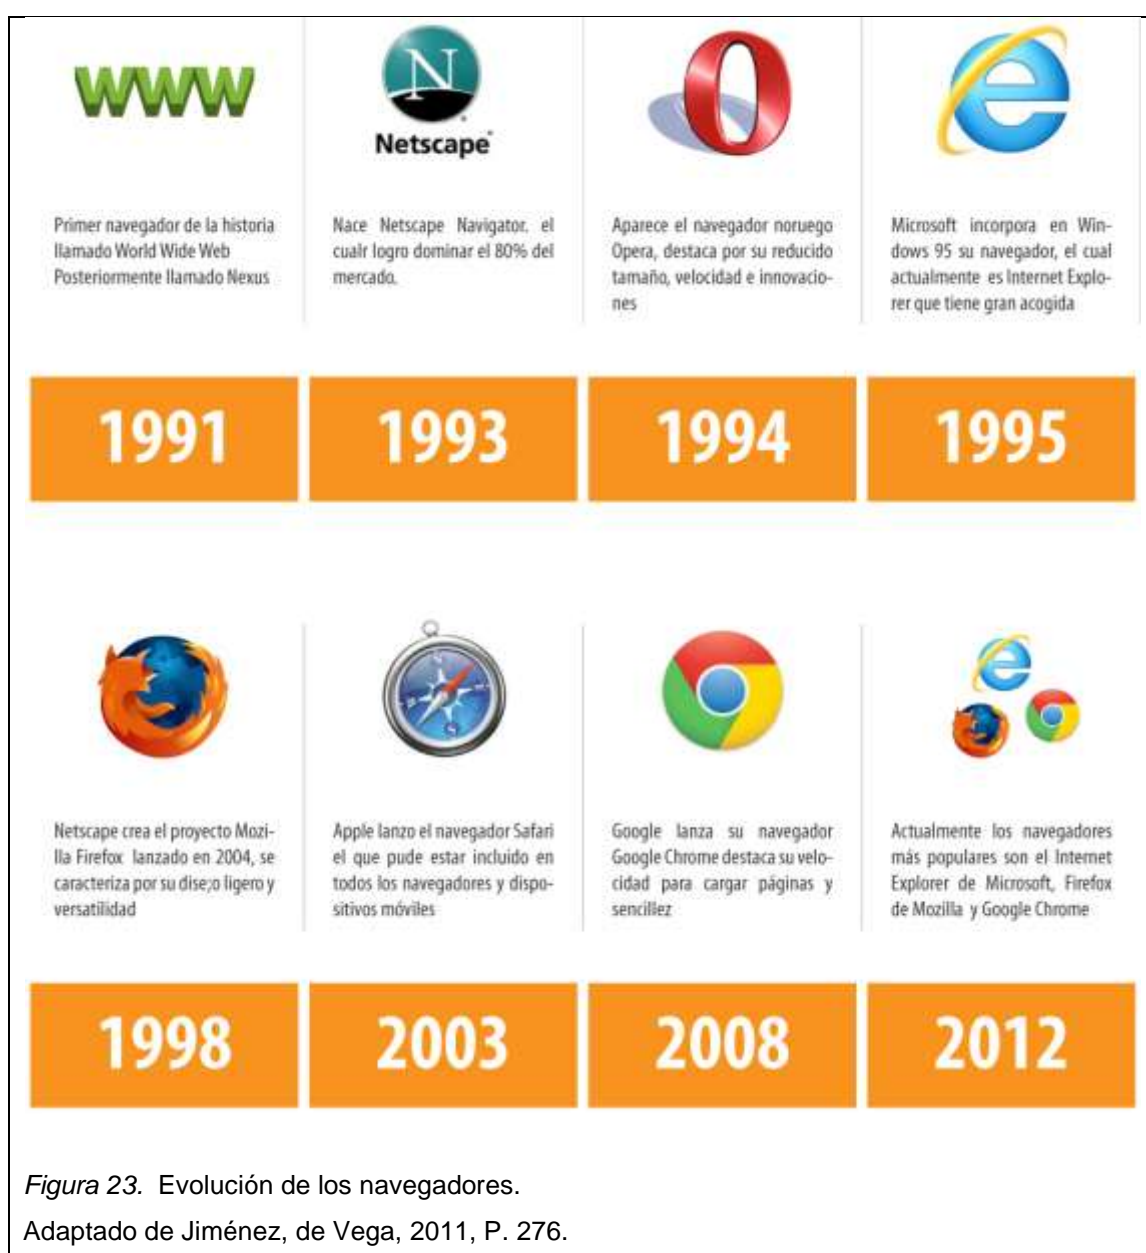 WWW
N
Netscape
Primer navegador de la historia
llamado World Wide Web
Posteriormente llamado Nexus
Nace Netscape Navigator. el
cualr logro dominar el 80% del
mercado.
Aparece el navegador noruego
Opera, destaca por su reducido
tamaño, velocidad e innovacio-
nes
Microsoft incorpora en Win-
dows 95 su navegador, el cual
actualmente es Internet Explo-
rer que tiene gran acogida
1991
1993
1994
1995
Netscape crea el proyecto Mozi-
lla Firefox lanzado en 2004, se
caracteriza por su dise;o ligero y
versatilidad
Apple lanzo el navegador Safari
el que pude estar incluido en
todos los navegadores y dispo-
sitivos móviles
Google lanza su navegador
Google Chrome destaca su velo-
cidad para cargar páginas y
sencillez
Actualmente los navegadores
más populares son el Internet
Explorer de Microsoft, Firefox
de Mozilla y Google Chrome
1998
2003
2008
2012
Figura 23. Evolución de los navegadores.
Adaptado de Jiménez, de Vega, 2011, P. 276.